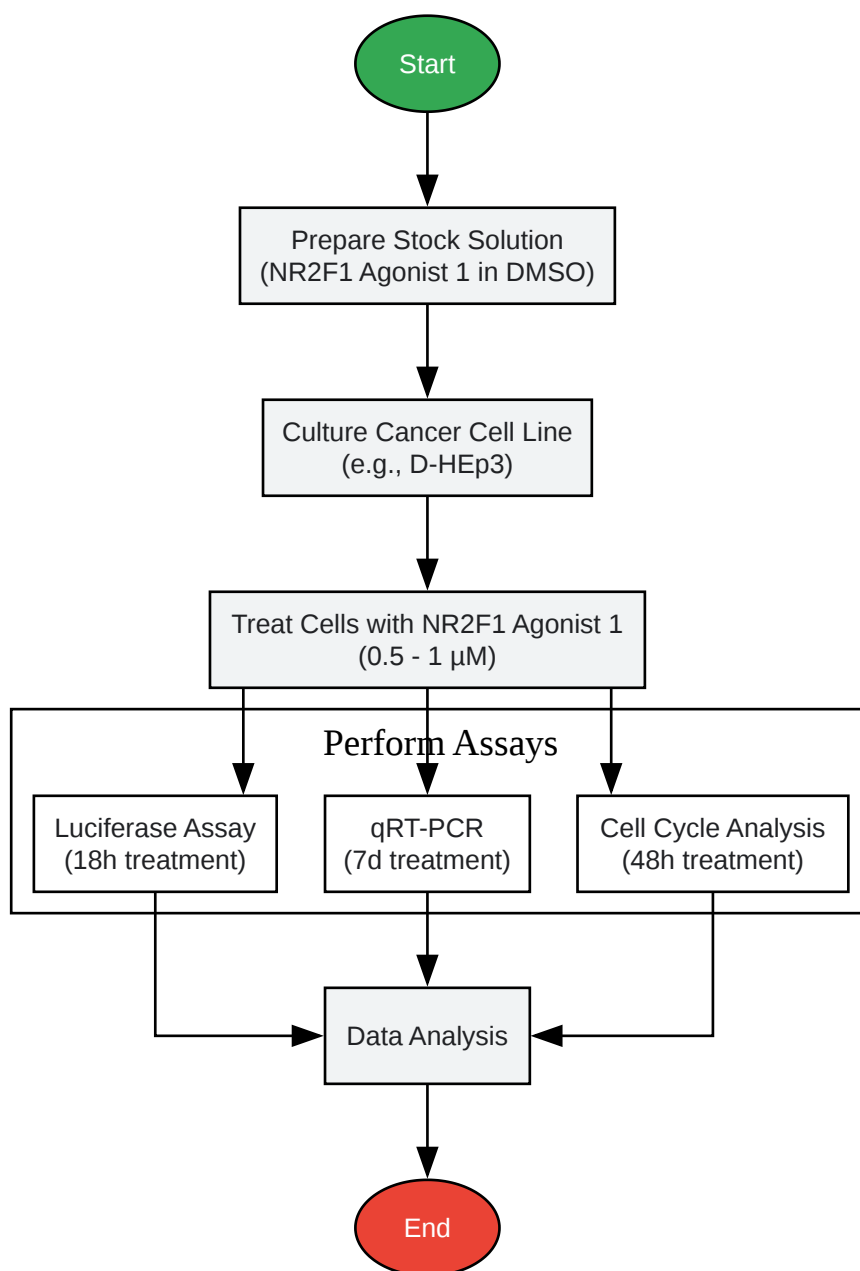 Start
Prepare Stock Solution
(NR2F1 Agonist 1 in DMSO)
Culture Cancer Cell Line
(e.g., D-HEp3)
Treat Cells with NR2F1 Agonist 1
(0.5 - 1 µM)
Perform Assays
Luciferase Assay
(18h treatment)
qRT-PCR
(7d treatment)
Cell Cycle Analysis
(48h treatment)
Data Analysis
End